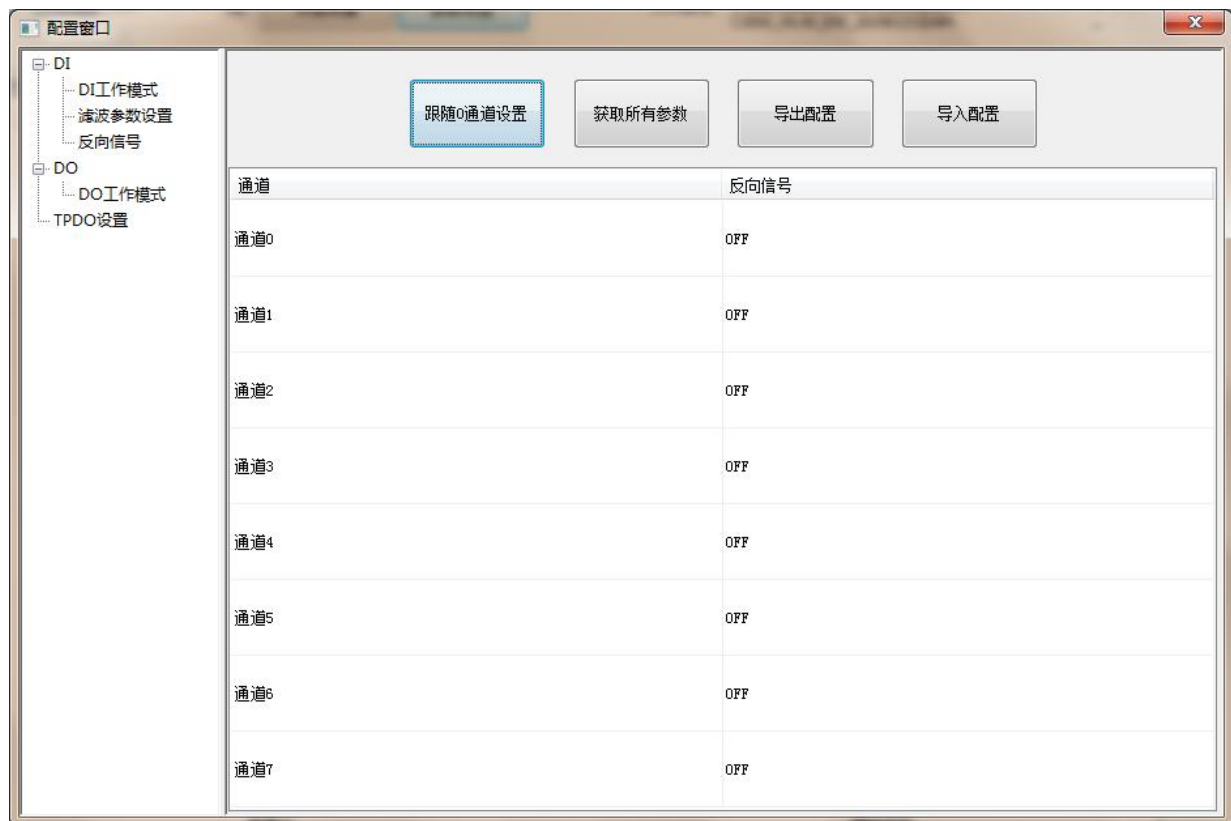 配置窗口
DI
DI工作模式
滤波参数设置
反向信号
DO
DO工作模式
TPDO设置
跟随0通道设置
获取所有参数
导出配置
导入配置
通道 反向信号
通道0 OFF
通道1 OFF
通道2 OFF
通道3 OFF
通道4 OFF
通道5 OFF
通道6 OFF
通道7 OFF